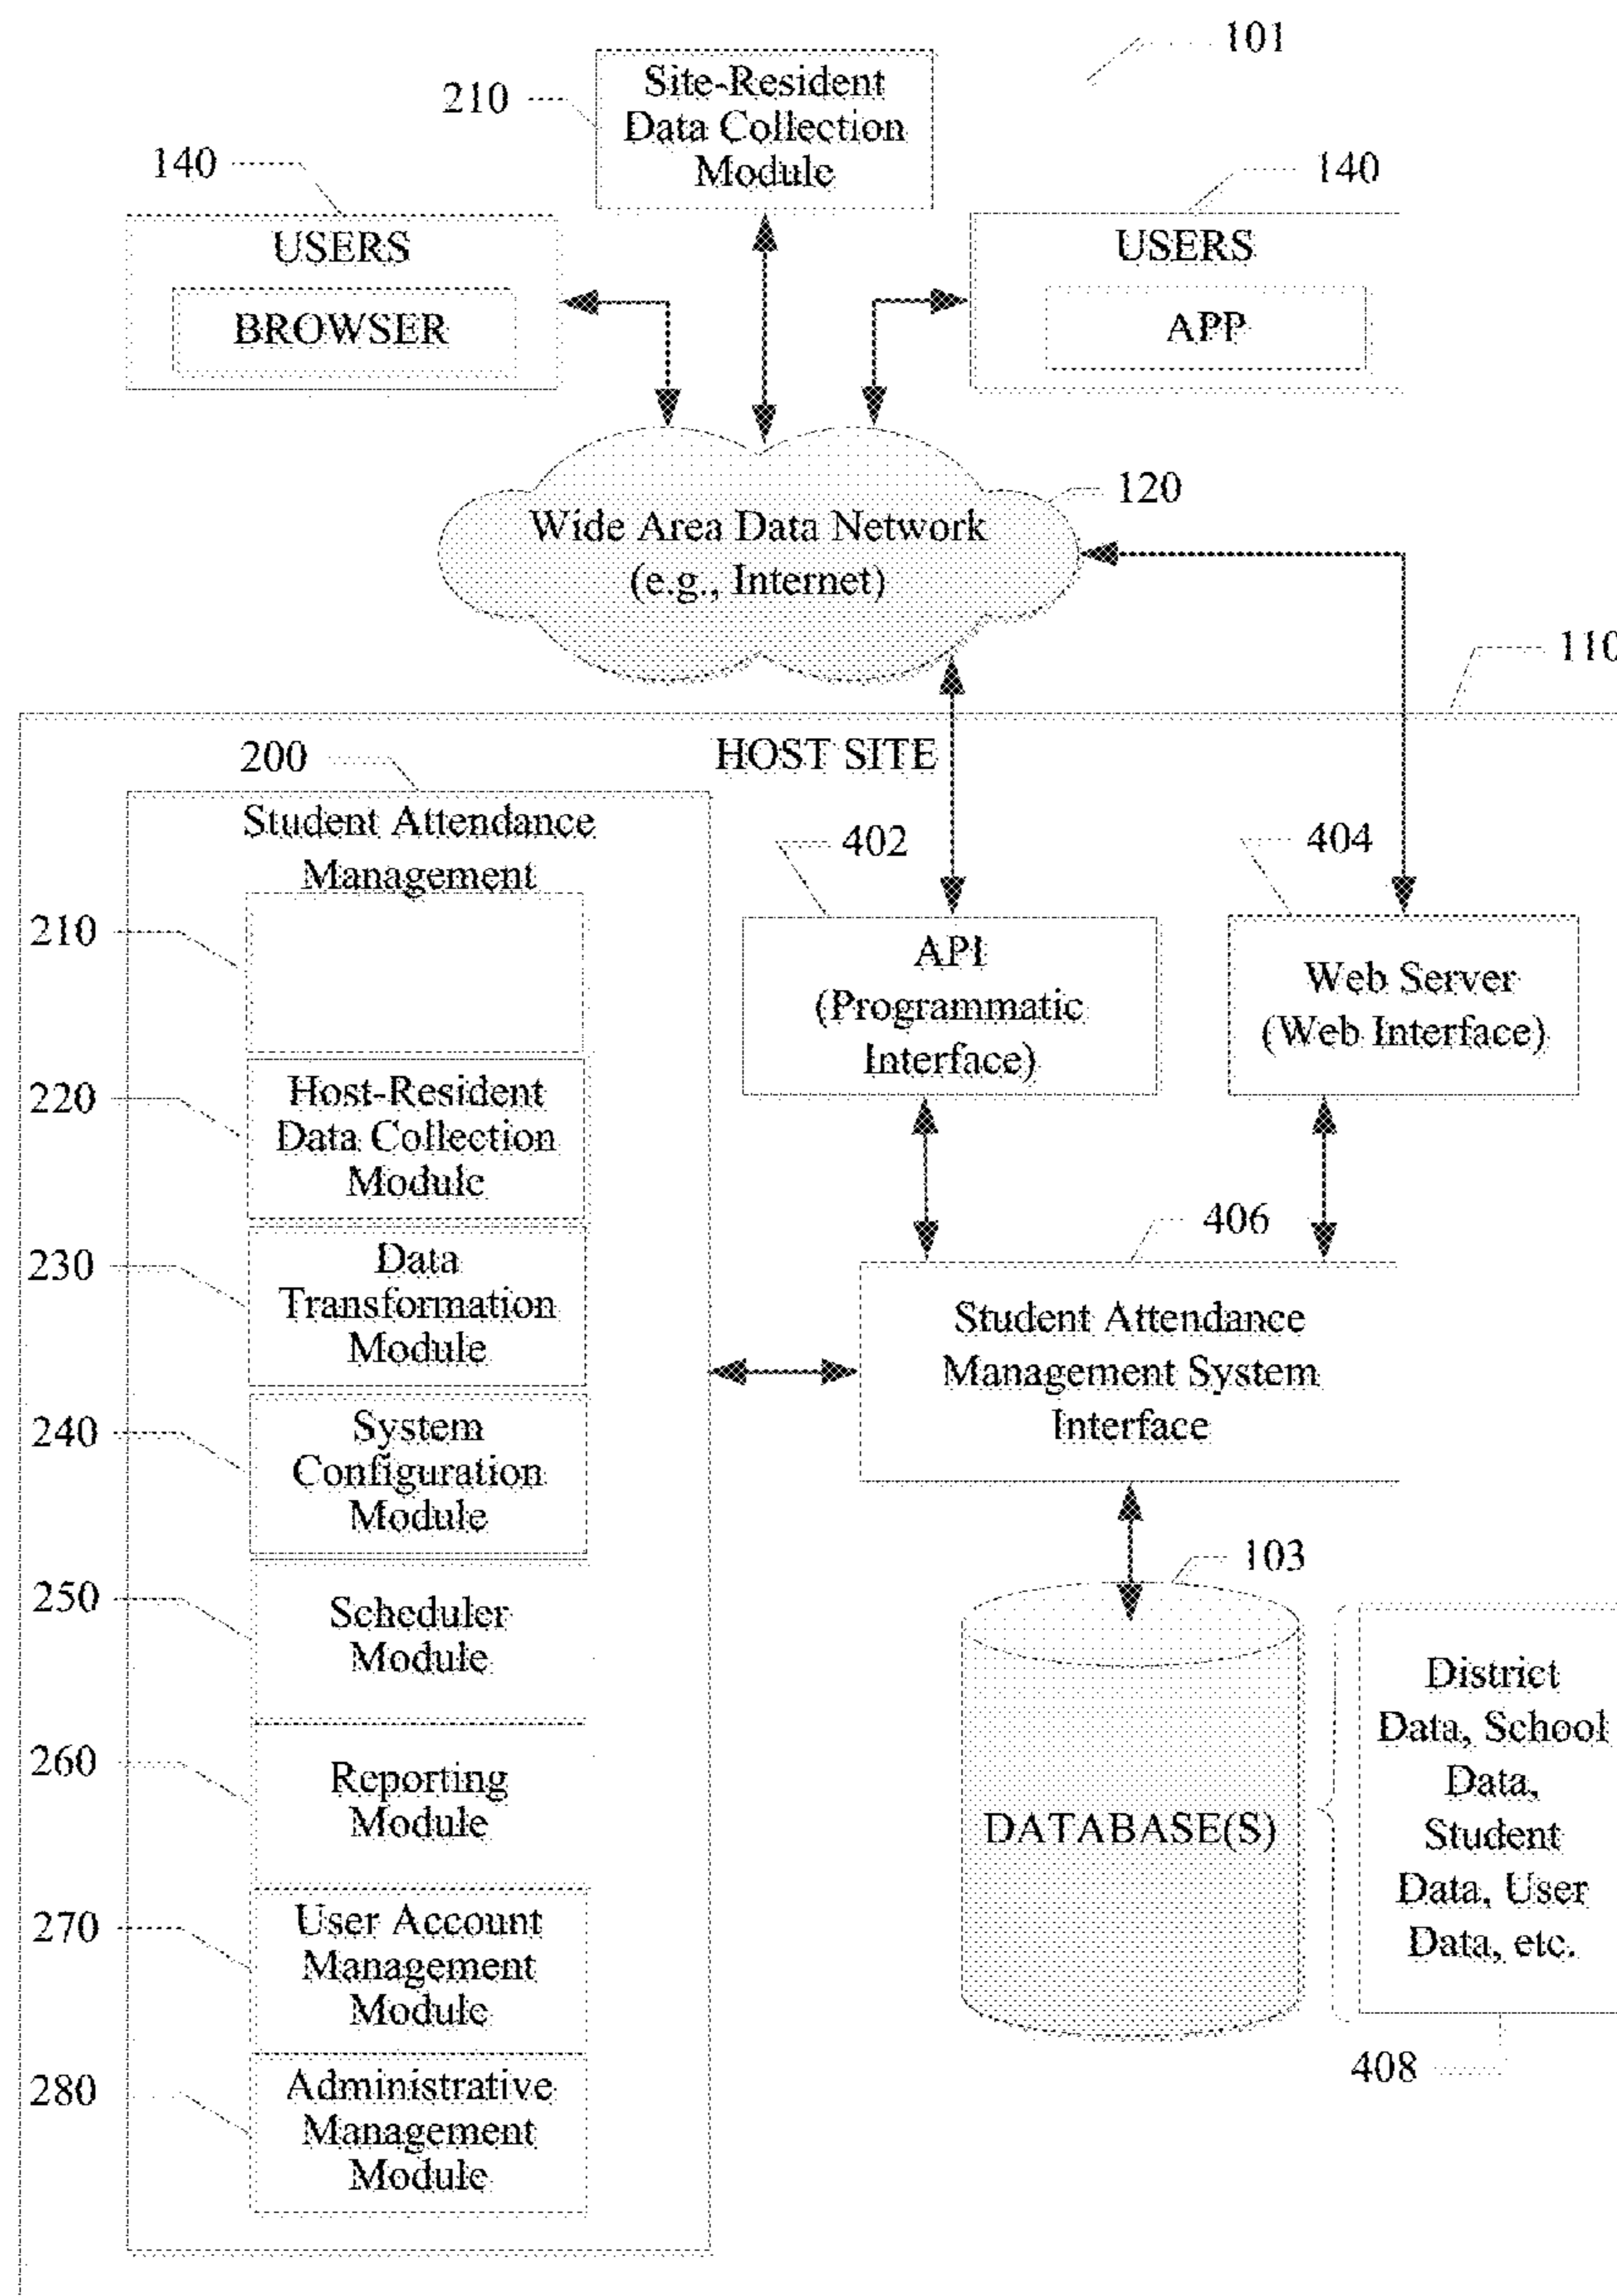 101
210
Site-Resident
Data Collection
Module
140
USERS
BROWSER
140
USERS
APP
120
Wide Area Data Network
(e.g., Internet)
110
HOST SITE
200
Student Attendance
Management
210
220
Host-Resident
Data Collection
Module
230
Data
Transformation
Module
240
System
Configuration
Module
250
Scheduler
Module
260
Reporting
Module
270
User Account
Management
Module
280
Administrative
Management
Module
402
API
(Programmatic
Interface)
404
Web Server
(Web Interface)
406
Student Attendance
Management System
Interface
103
DATABASE(S)
District
Data, School
Data,
Student
Data, User
Data, etc.
408